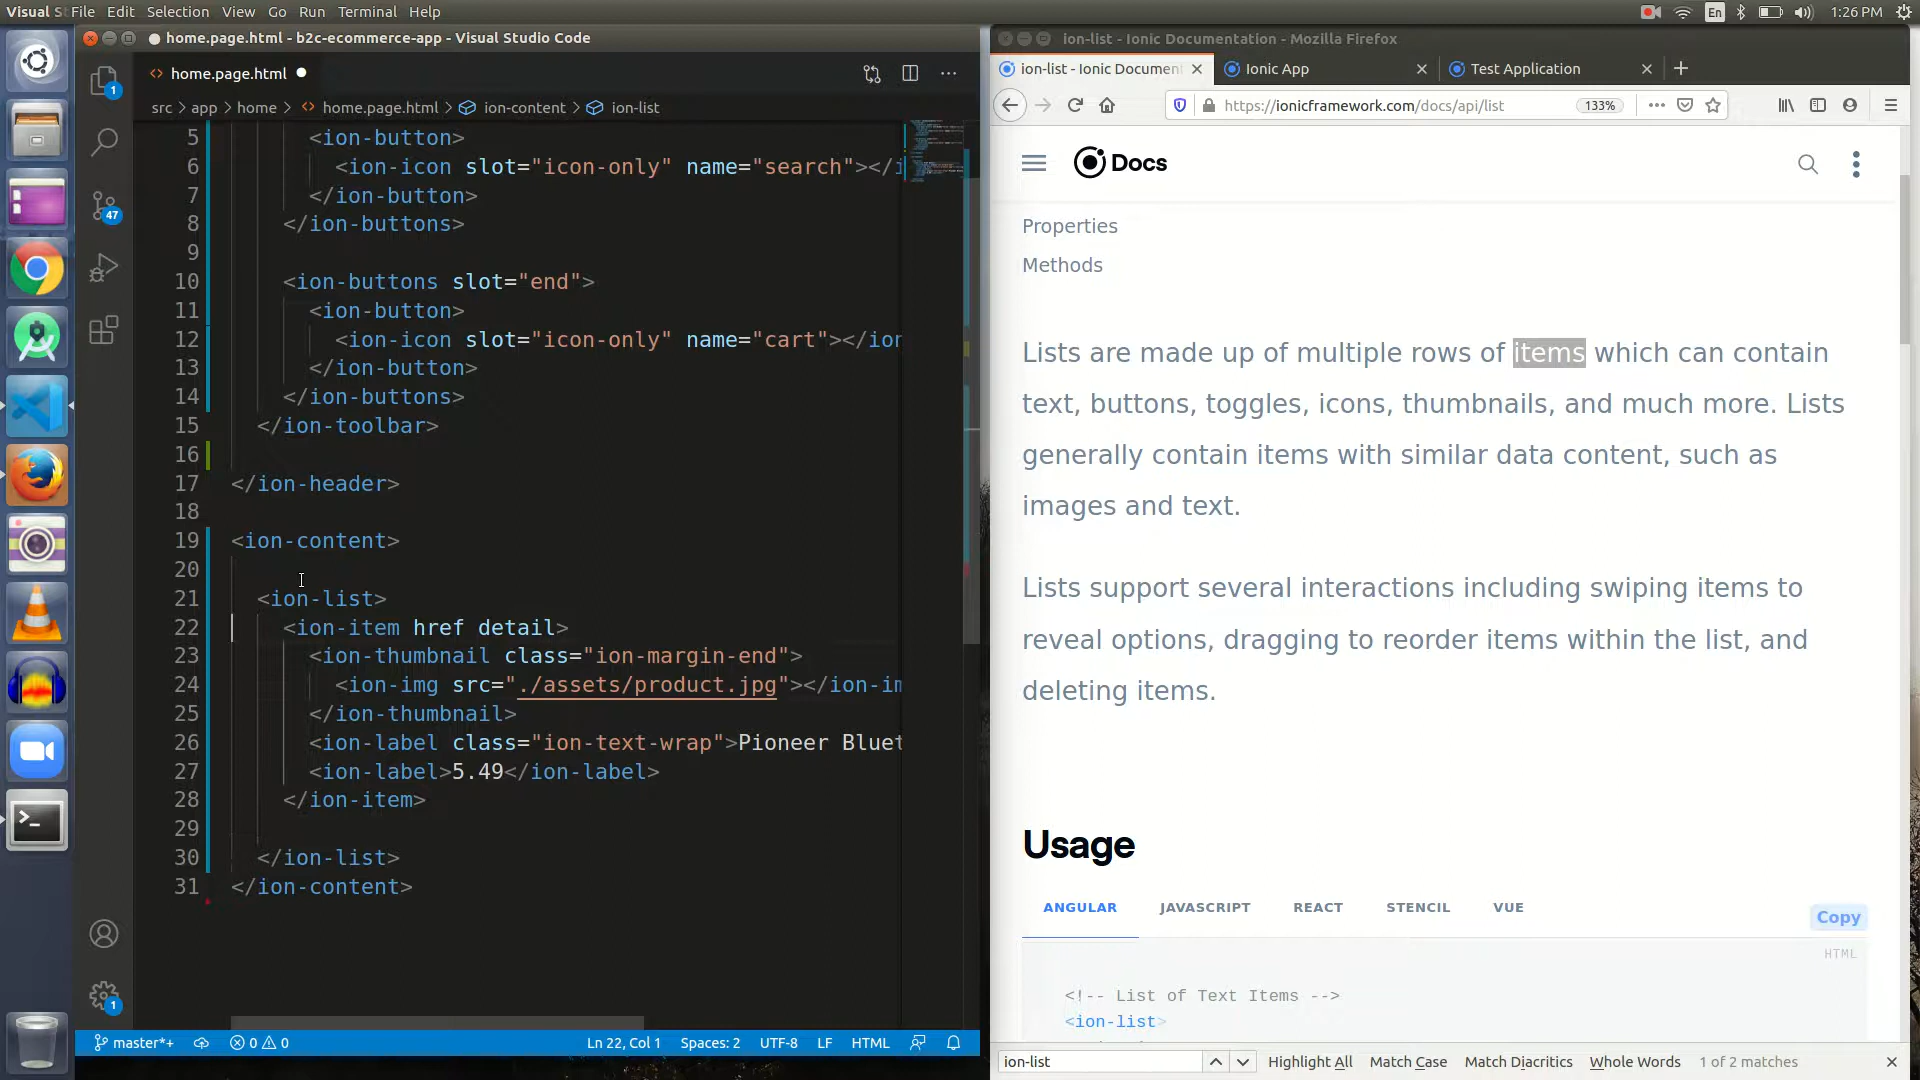 Visual S File Edit Selection View Go Run Terminal Help
En 1:26 PM
home.page.html - b2c-ecommerce-app - Visual Studio Code
home.page.html
src > app > home > home.page.html > ion-content > ion-list
5 <ion-button>
6 <ion-icon slot="icon-only" name="search"></i
7 </ion-button>
8 </ion-buttons>
9
10 <ion-buttons slot="end">
11 <ion-button>
12 <ion-icon slot="icon-only" name="cart"></ion
13 </ion-button>
14 </ion-buttons>
15 </ion-toolbar>
16
17 </ion-header>
18
19 <ion-content>
20
21 <ion-list>
22 <ion-item href detail>
23 <ion-thumbnail class="ion-margin-end">
24 <ion-img src="./assets/product.jpg"></ion-im
25 </ion-thumbnail>
26 <ion-label class="ion-text-wrap">Pioneer Bluet
27 <ion-label>5.49</ion-label>
28 </ion-item>
29
30 </ion-list>
31 </ion-content>
1
47
1
master*+ 0 0 Ln 22, Col 1 Spaces: 2 UTF-8 LF HTML
ion-list - Ionic Documentation - Mozilla Firefox
ion-list - Ionic Documen
Ionic App
Test Application
https://ionicframework.com/docs/api/list 133%
Docs
Properties
Methods
Lists are made up of multiple rows of items which can contain
text, buttons, toggles, icons, thumbnails, and much more. Lists
generally contain items with similar data content, such as
images and text.
Lists support several interactions including swiping items to
reveal options, dragging to reorder items within the list, and
deleting items.
Usage
ANGULAR JAVASCRIPT REACT STENCIL VUE
Copy
HTML
<!-- List of Text Items -->
<ion-list>
ion-list Highlight All Match Case Match Diacritics Whole Words 1 of 2 matches